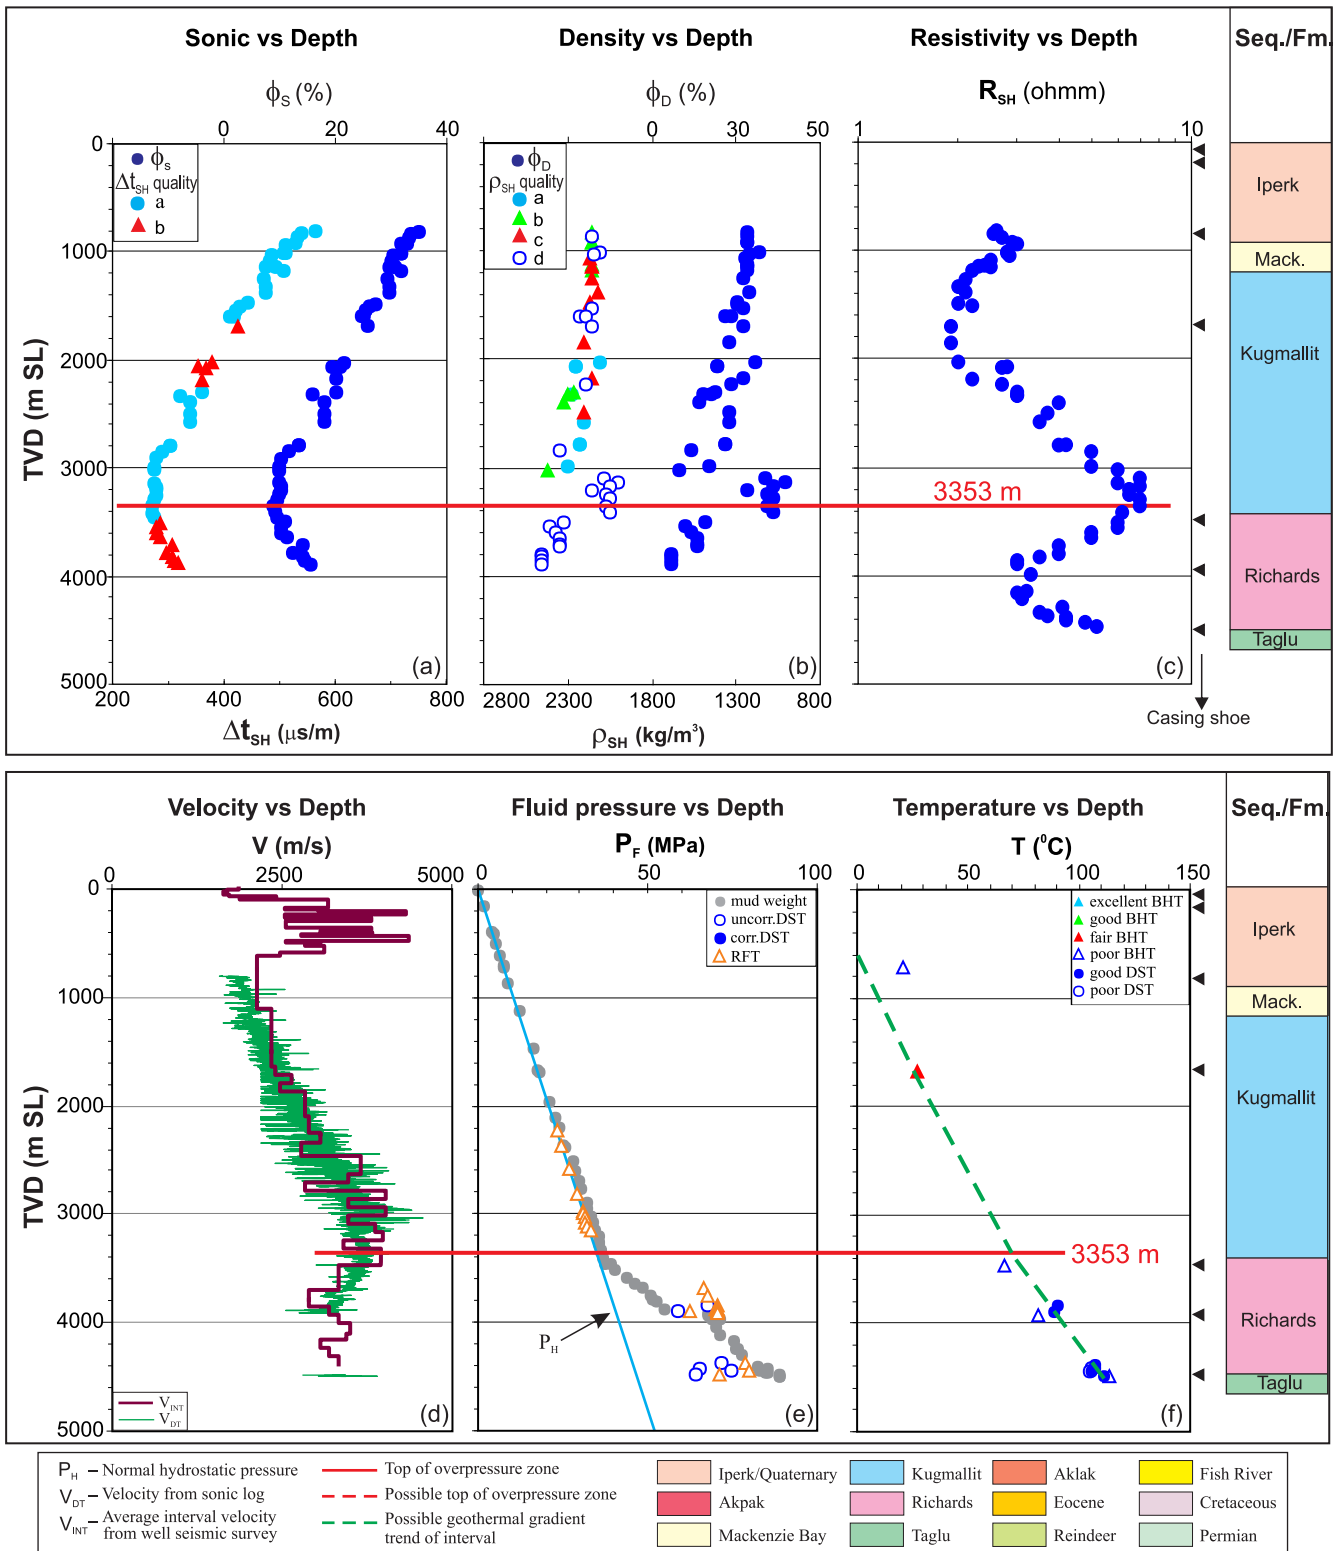 Sonic vs Depth
Density vs Depth
Resistivity vs Depth
Seq./Fm.
ϕS (%)
ϕD (%)
RSH (ohmm)
0 20 40
0 30 50
1 10
TVD (m SL)
0
1000
2000
3000
4000
5000
ϕs
ΔtSH quality
a
b
ϕD
ρSH quality
a
b
c
d
3353 m
(a)
(b)
(c)
200 400 600 800
2800 2300 1800 1300 800
ΔtSH (μs/m)
ρSH (kg/m³)
Iperk
Mack.
Kugmallit
Richards
Taglu
Casing shoe
Velocity vs Depth
Fluid pressure vs Depth
Temperature vs Depth
Seq./Fm.
V (m/s)
PF (MPa)
T (⁰C)
0 2500 5000
0 50 100
0 50 100 150
TVD (m SL)
0
1000
2000
3000
4000
5000
VINT
VDT
mud weight
uncorr.DST
corr.DST
RFT
excellent BHT
good BHT
fair BHT
poor BHT
good DST
poor DST
3353 m
PH
(d)
(e)
(f)
Iperk
Mack.
Kugmallit
Richards
Taglu
PH – Normal hydrostatic pressure
VDT – Velocity from sonic log
VINT – Average interval velocity
from well seismic survey
Top of overpressure zone
Possible top of overpressure zone
Possible geothermal gradient
trend of interval
Iperk/Quaternary
Kugmallit
Aklak
Fish River
Akpak
Richards
Eocene
Cretaceous
Mackenzie Bay
Taglu
Reindeer
Permian